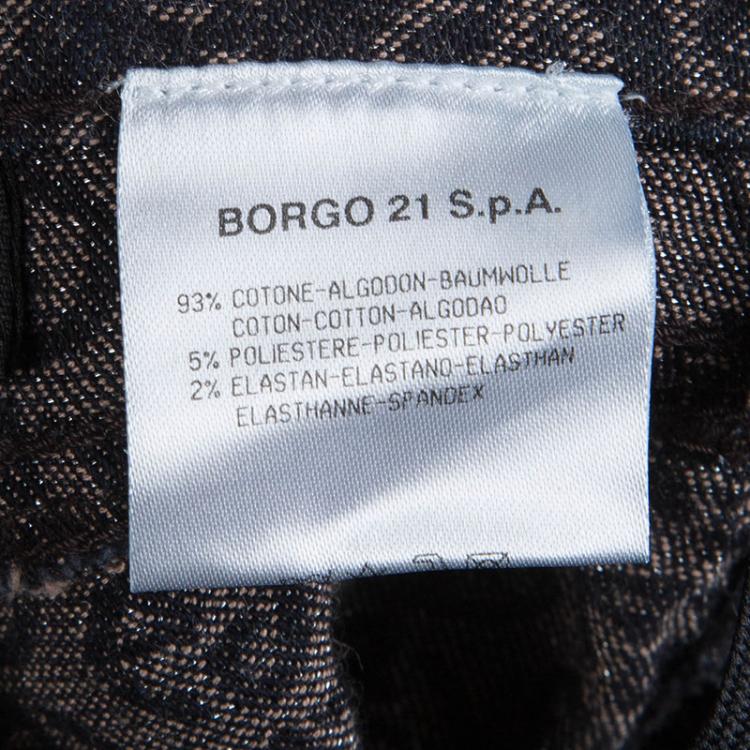 BORGO 21 S.p.A.
93% COTONE-ALGODON-BAUMWOLLE
COTON-COTTON-ALGODAO
5% POLIESTERE-POLIESTER-POLYESTER
2% ELASTAN-ELASTANO-ELASTHAN
ELASTHANNE-SPANDEX